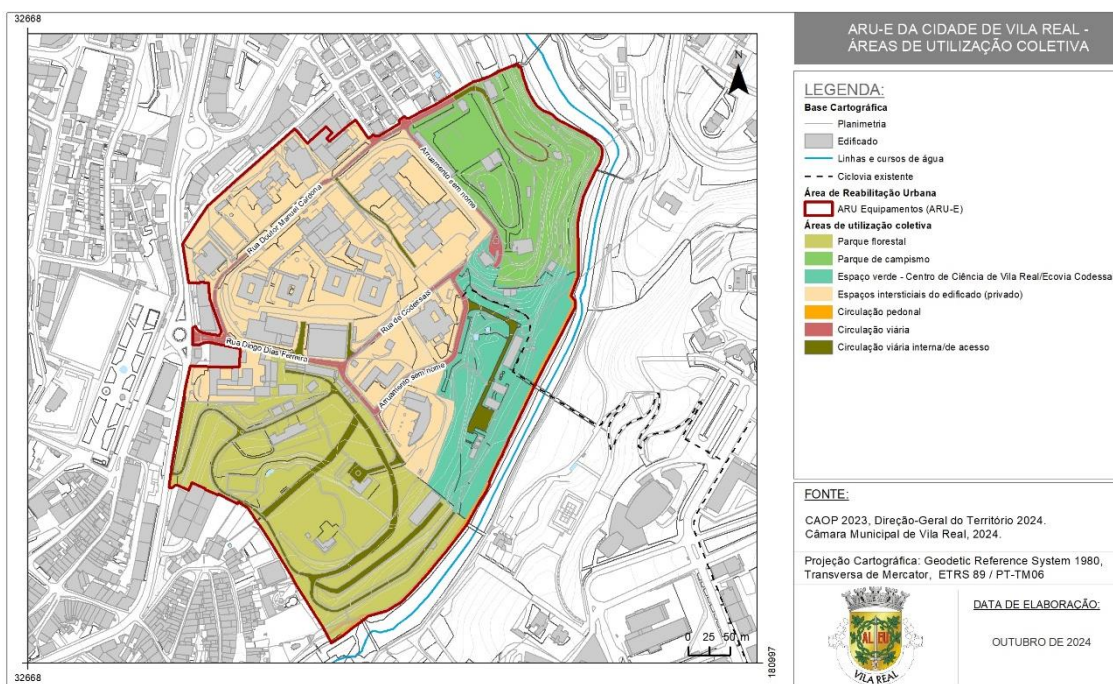 32668
ARU-E DA CIDADE DE VILA REAL -
ÁREAS DE UTILIZAÇÃO COLETIVA
N
LEGENDA:
Base Cartográfica
Planimetria
Edificado
Linhas e cursos de água
Ciclovia existente
Área de Reabilitação Urbana
ARU Equipamentos (ARU-E)
Áreas de utilização coletiva
Parque florestal
Parque de campismo
Espaço verde - Centro de Ciência de Vila Real/Ecovia Codessa
Espaços intersticiais do edificado (privado)
Circulação pedonal
Circulação viária
Circulação viária interna/de acesso
Arruamento sem nome
Rua Doutor Manuel Cardona
Rua de Codessais
Rua Diogo Dias Ferreira
Arruamento sem nome
FONTE:
CAOP 2023, Direção-Geral do Território 2024.
Câmara Municipal de Vila Real, 2024.
Projeção Cartográfica: Geodetic Reference System 1980,
Transversa de Mercator, ETRS 89 / PT-TM06
DATA DE ELABORAÇÃO:
OUTUBRO DE 2024
ALEU
VILA REAL
0 25 50 m
180997
32668